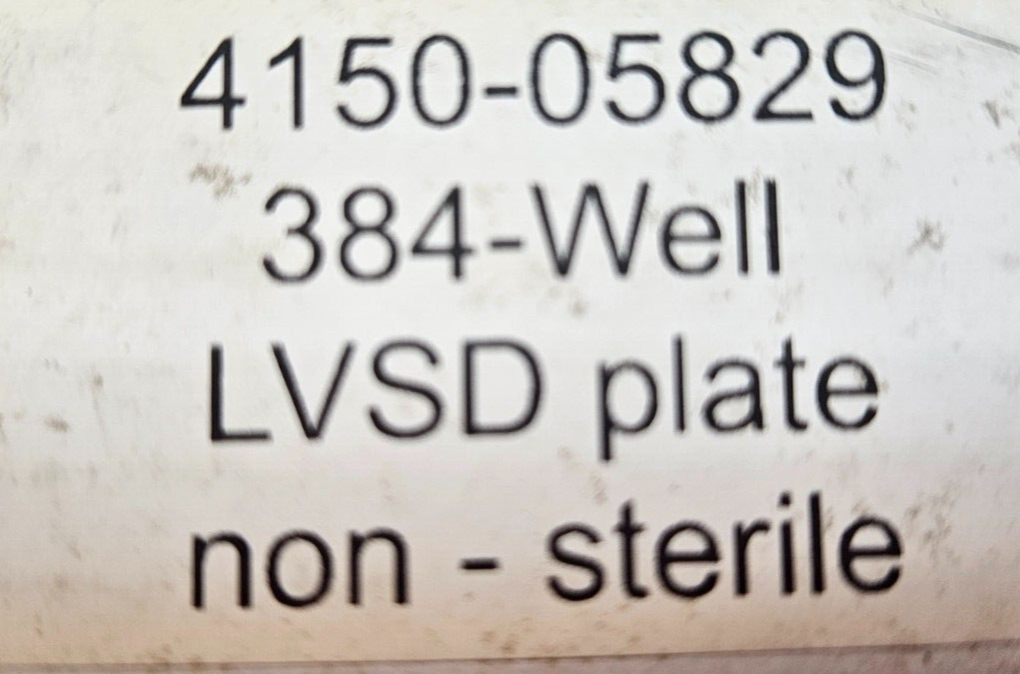 4150-05829
384-Well
LVSD plate
non - sterile